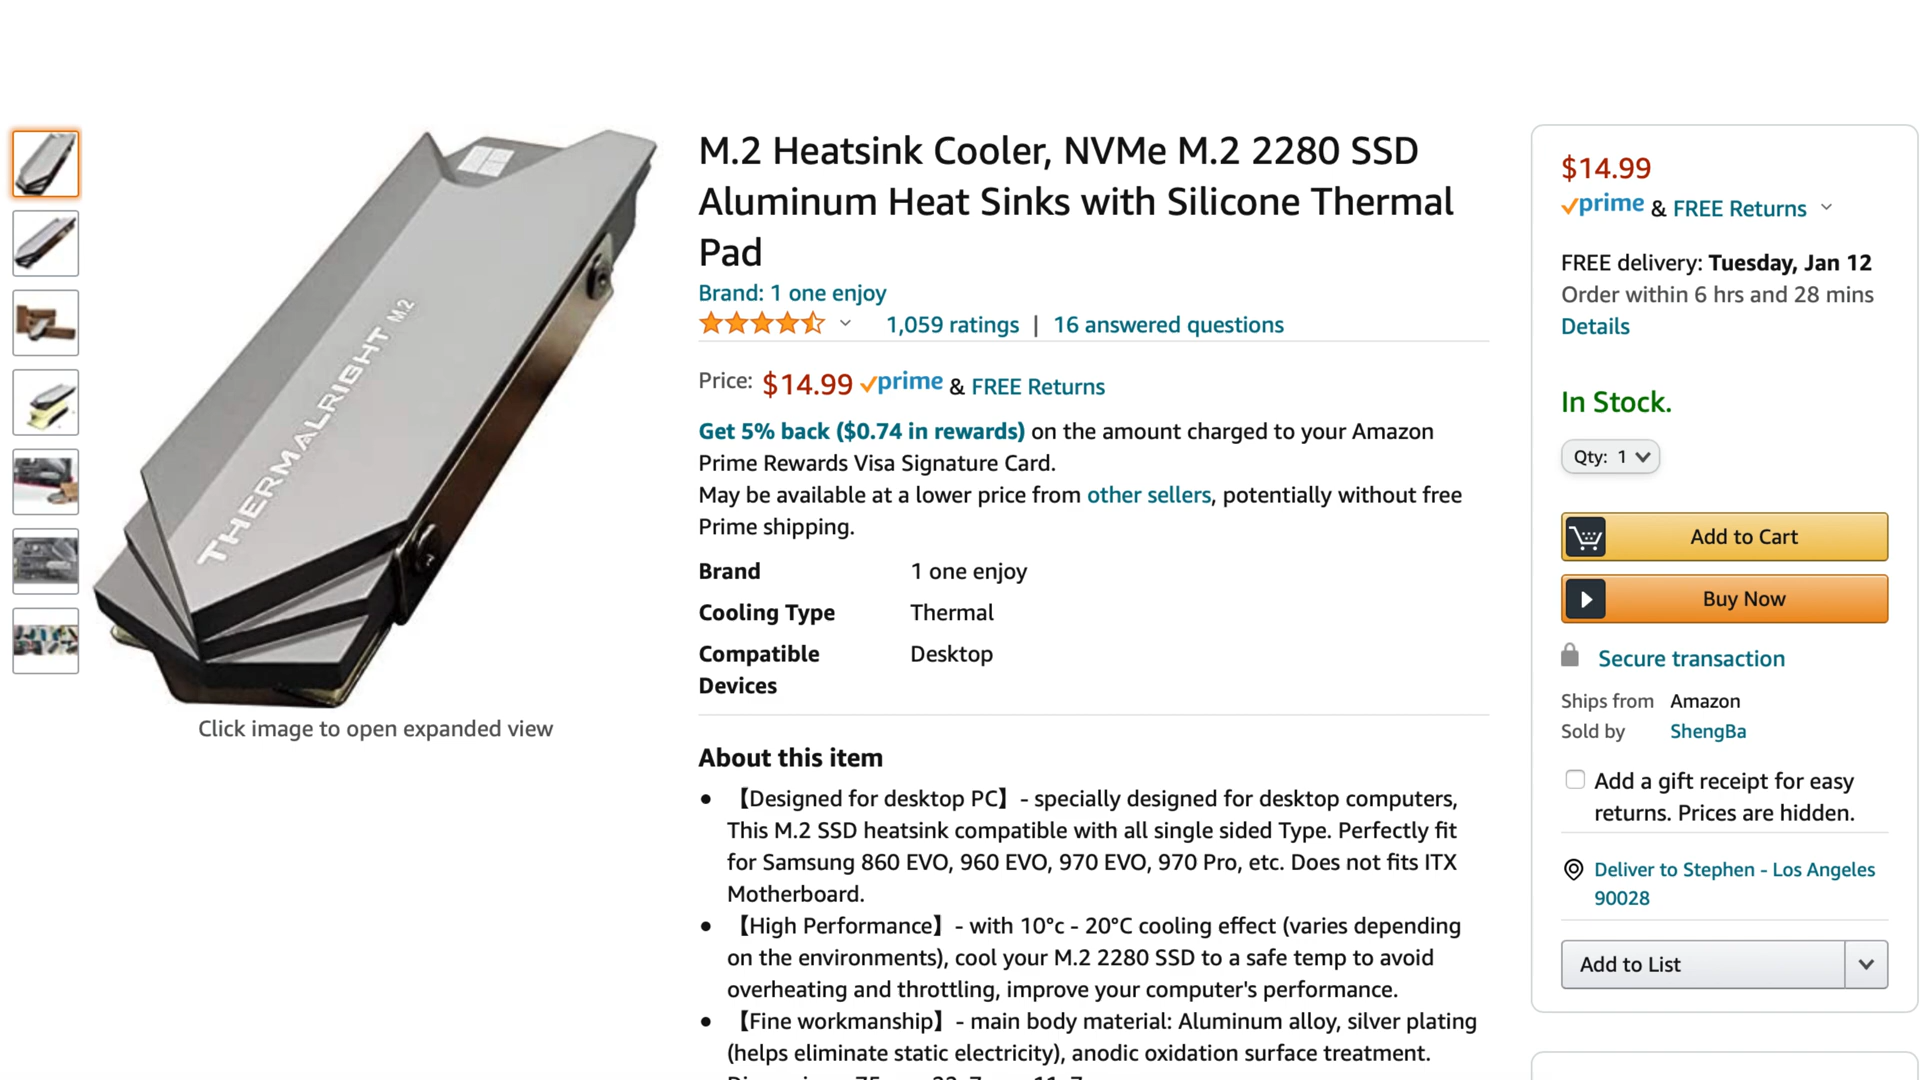 M.2 Heatsink Cooler, NVMe M.2 2280 SSD
Aluminum Heat Sinks with Silicone Thermal
Pad
Brand: 1 one enjoy
1,059 ratings | 16 answered questions
Price: $14.99 prime & FREE Returns
Get 5% back ($0.74 in rewards) on the amount charged to your Amazon
Prime Rewards Visa Signature Card.
May be available at a lower price from other sellers, potentially without free
Prime shipping.
Brand 1 one enjoy
Cooling Type Thermal
Compatible Desktop
Devices
About this item
• 【Designed for desktop PC】- specially designed for desktop computers,
This M.2 SSD heatsink compatible with all single sided Type. Perfectly fit
for Samsung 860 EVO, 960 EVO, 970 EVO, 970 Pro, etc. Does not fits ITX
Motherboard.
• 【High Performance】- with 10°c - 20°C cooling effect (varies depending
on the environments), cool your M.2 2280 SSD to a safe temp to avoid
overheating and throttling, improve your computer's performance.
• 【Fine workmanship】- main body material: Aluminum alloy, silver plating
(helps eliminate static electricity), anodic oxidation surface treatment.
THERMALRIGHT M.2
Click image to open expanded view
$14.99
prime & FREE Returns
FREE delivery: Tuesday, Jan 12
Order within 6 hrs and 28 mins
Details
In Stock.
Qty: 1
Add to Cart
Buy Now
Secure transaction
Ships from Amazon
Sold by ShengBa
Add a gift receipt for easy
returns. Prices are hidden.
Deliver to Stephen - Los Angeles
90028
Add to List